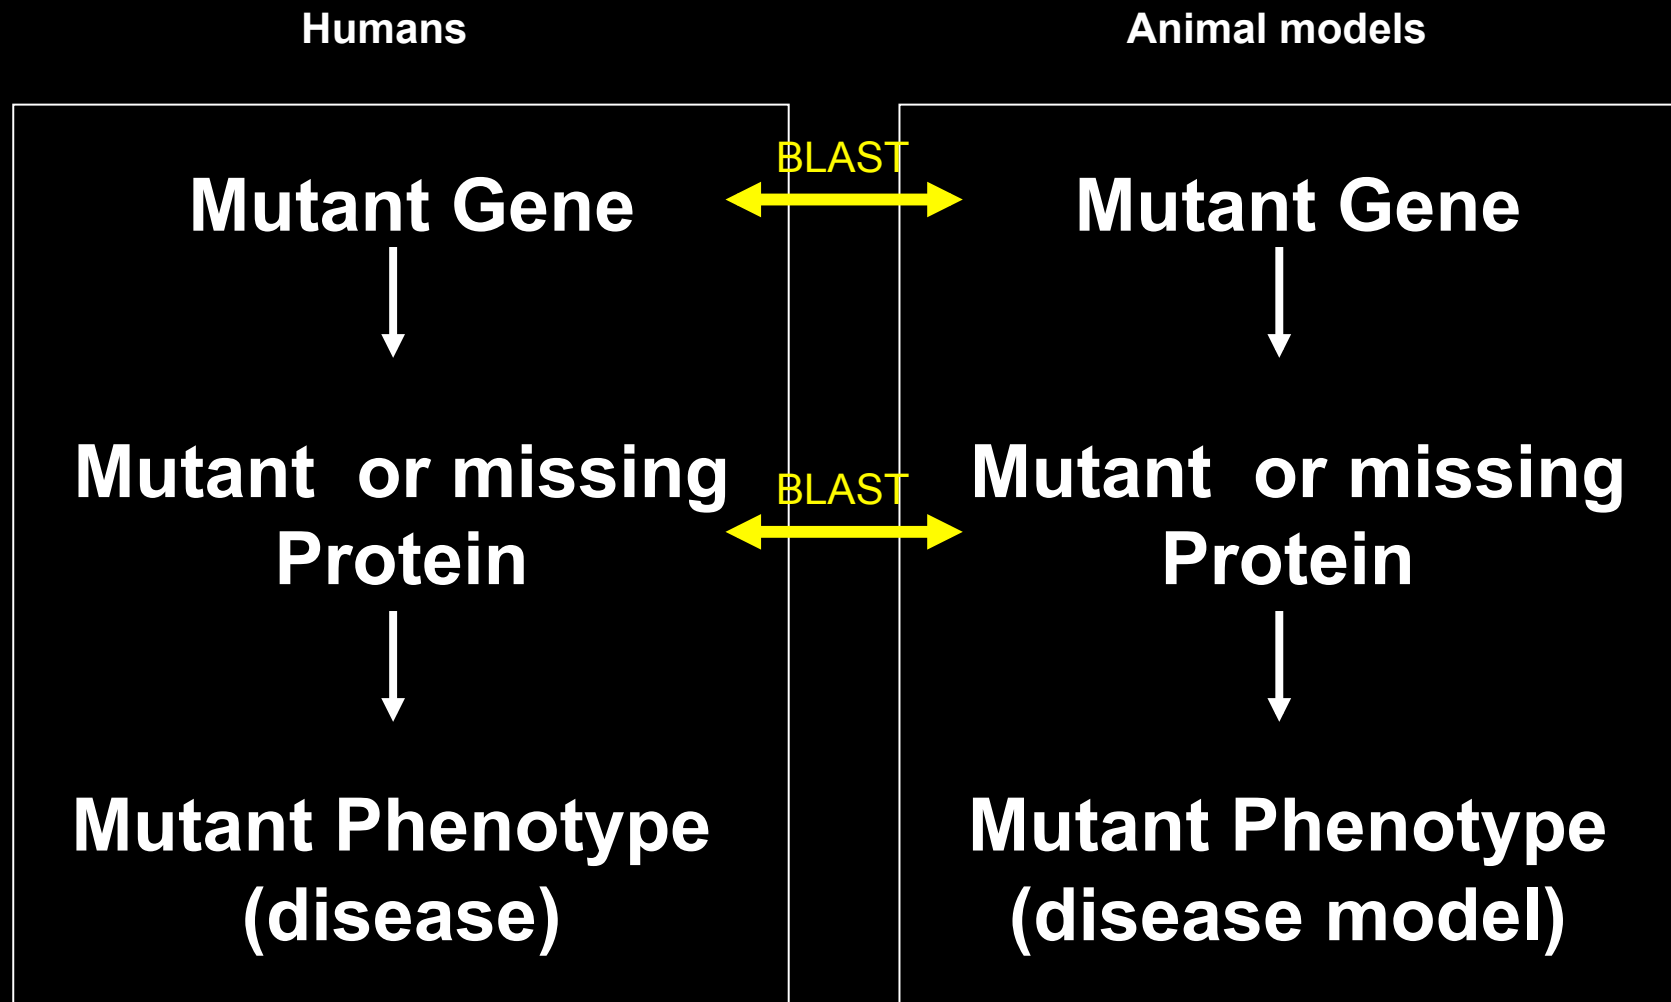 Humans
Animal models
BLAST
Mutant Gene
Mutant Gene
Mutant  or missing
Protein
BLAST
Mutant  or missing
Protein
Mutant Phenotype
(disease)
Mutant Phenotype
(disease model)